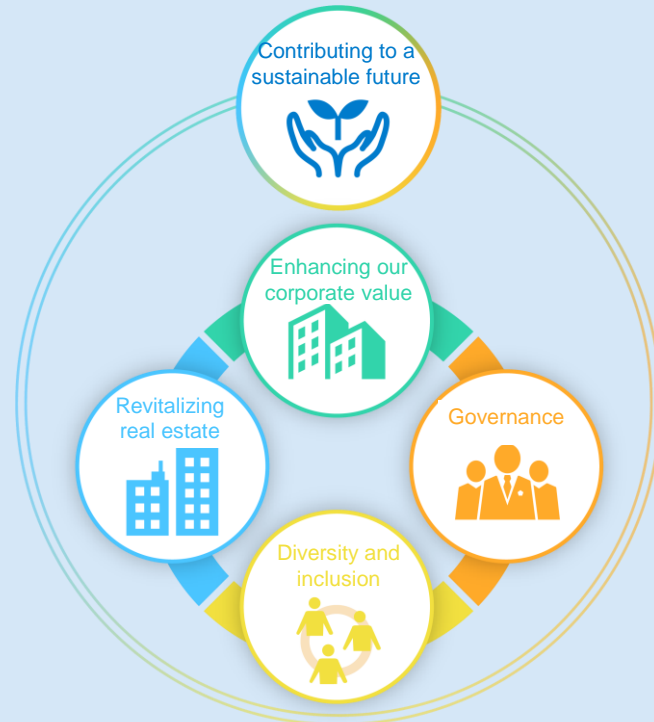 Contributing to a
sustainable future
Enhancing our
corporate value
Revitalizing
real estate
Governance
Diversity and
inclusion